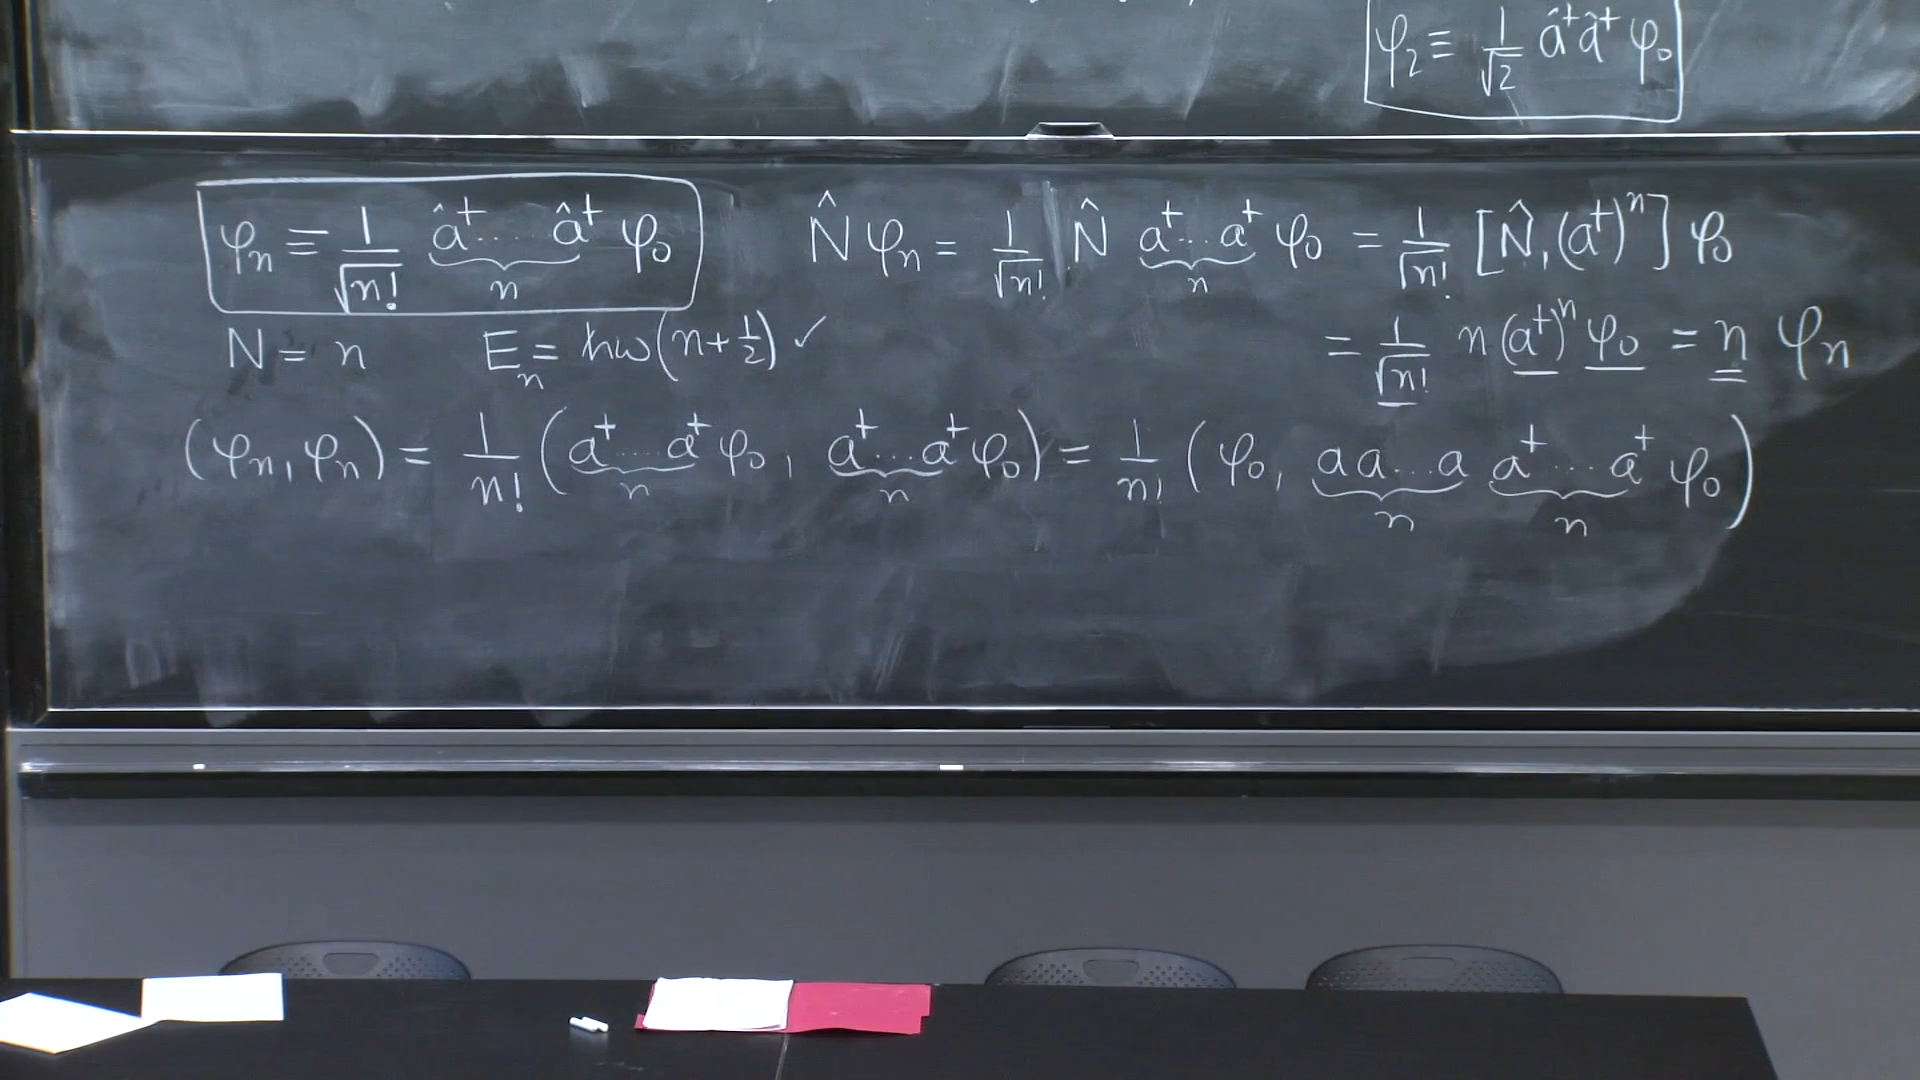 φ₂ ≡ 1/√2 â† â† φ₀
φₙ ≡ 1/√n! â†....â† (n) φ₀
N̂ φₙ = 1/√n! N̂ a†...a† (n) φ₀ = 1/√n! [N̂, (a†)ⁿ] φ₀
N = n   Eₙ = ħω(n+½) ✓
= 1/√n! n (a†)ⁿ φ₀ = n φₙ
(φₙ, φₙ) = 1/n! (a†...a† (n) φ₀, a†...a† (n) φ₀) = 1/n! (φ₀, aa...a (n) a†...a† (n) φ₀)